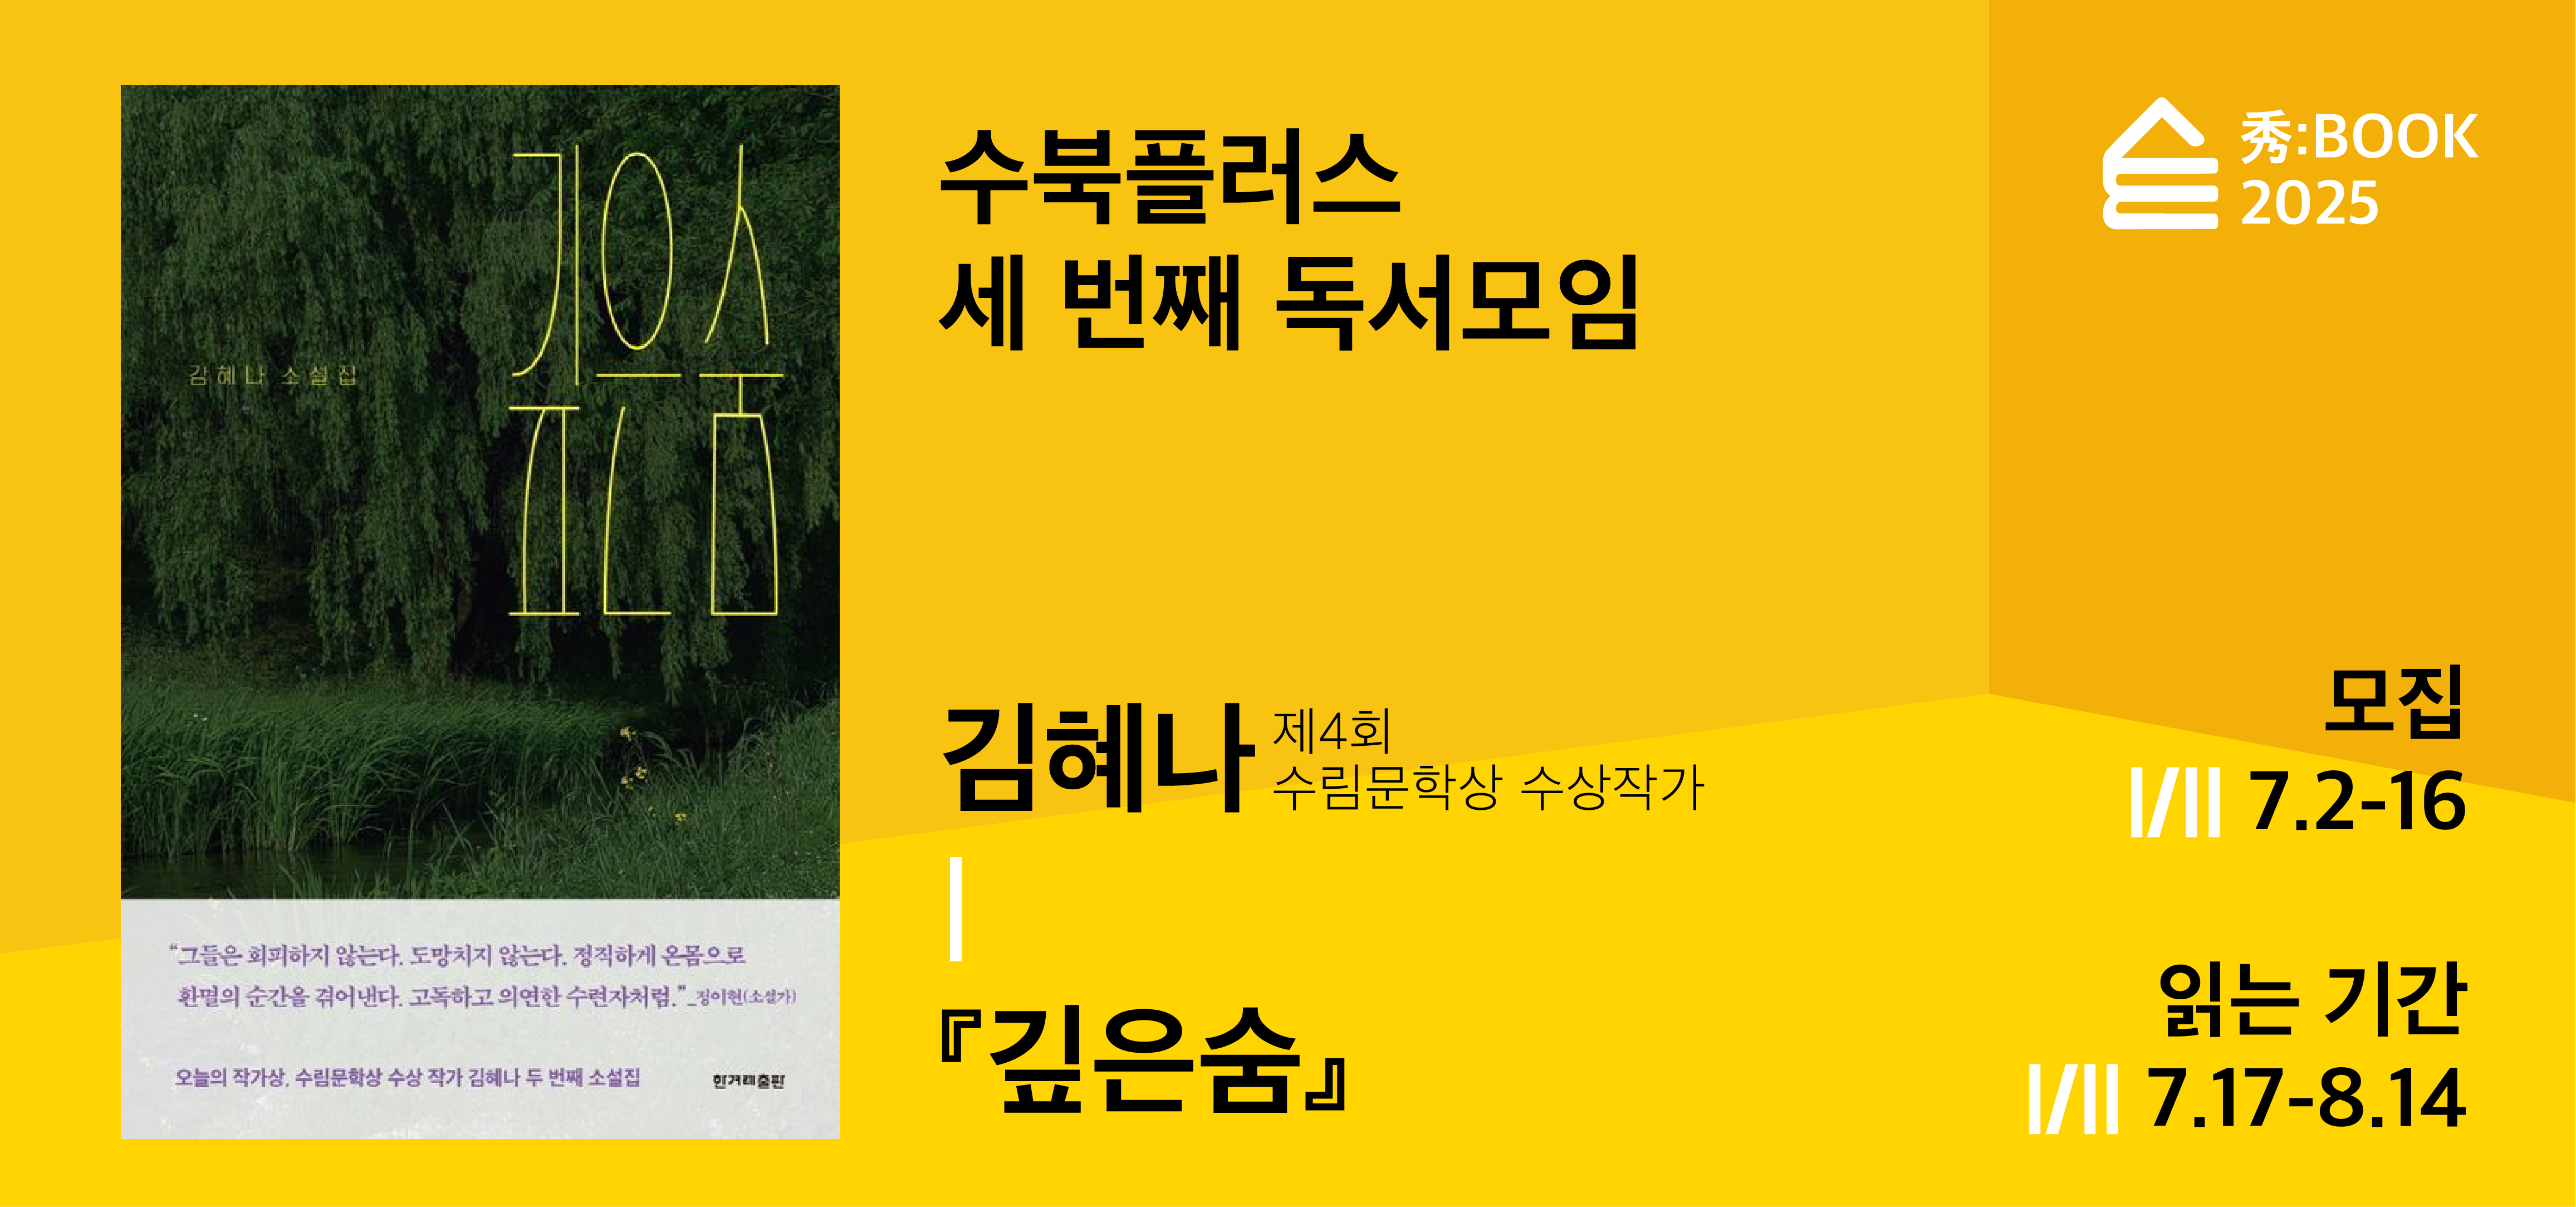 깊은숨
김혜나 소설집
“그들은 회피하지 않는다. 도망치지 않는다. 정직하게 온몸으로
환멸의 순간을 겪어낸다. 고독하고 의연한 수련자처럼.”_정이현(소설가)
오늘의 작가상, 수림문학상 수상 작가 김혜나 두 번째 소설집
한겨레출판
수북플러스
세 번째 독서모임
김혜나
제4회
수림문학상 수상작가
『깊은숨』
秀:BOOK
2025
모집
7.2-16
읽는 기간
7.17-8.14